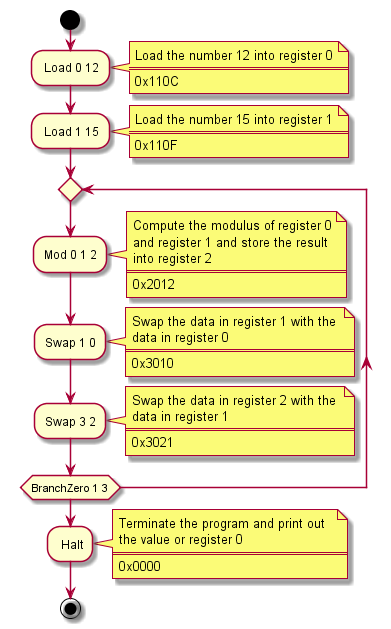 Load 0 12
Load the number 12 into register 0
0x110C
Load 1 15
Load the number 15 into register 1
0x110F
Mod 0 1 2
Compute the modulus of register 0
and register 1 and store the result
into register 2
0x2012
Swap 1 0
Swap the data in register 1 with the
data in register 0
0x3010
Swap 3 2
Swap the data in register 2 with the
data in register 1
0x3021
BranchZero 1 3
Halt
Terminate the program and print out
the value or register 0
0x0000